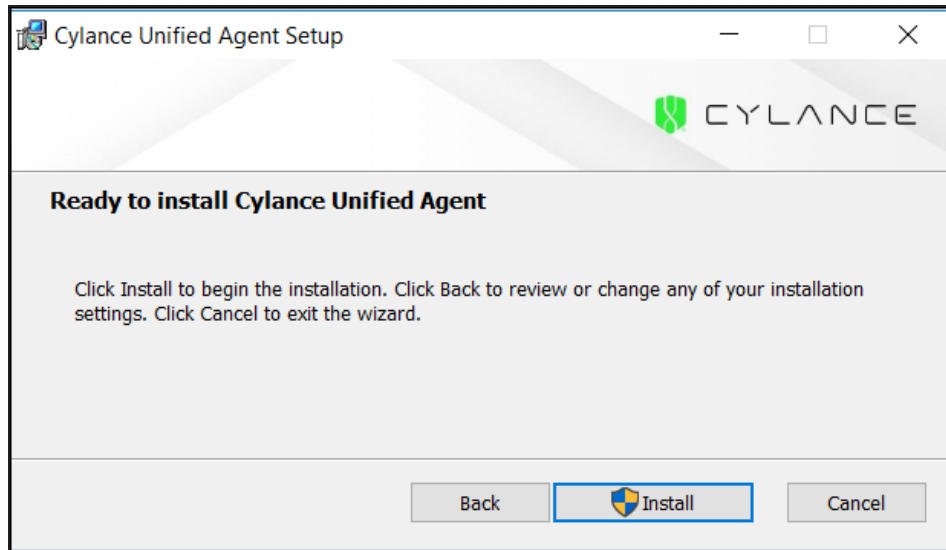 Cylance Unified Agent Setup
CYLANCE
Ready to install Cylance Unified Agent
Click Install to begin the installation. Click Back to review or change any of your installation
settings. Click Cancel to exit the wizard.
Back
Install
Cancel